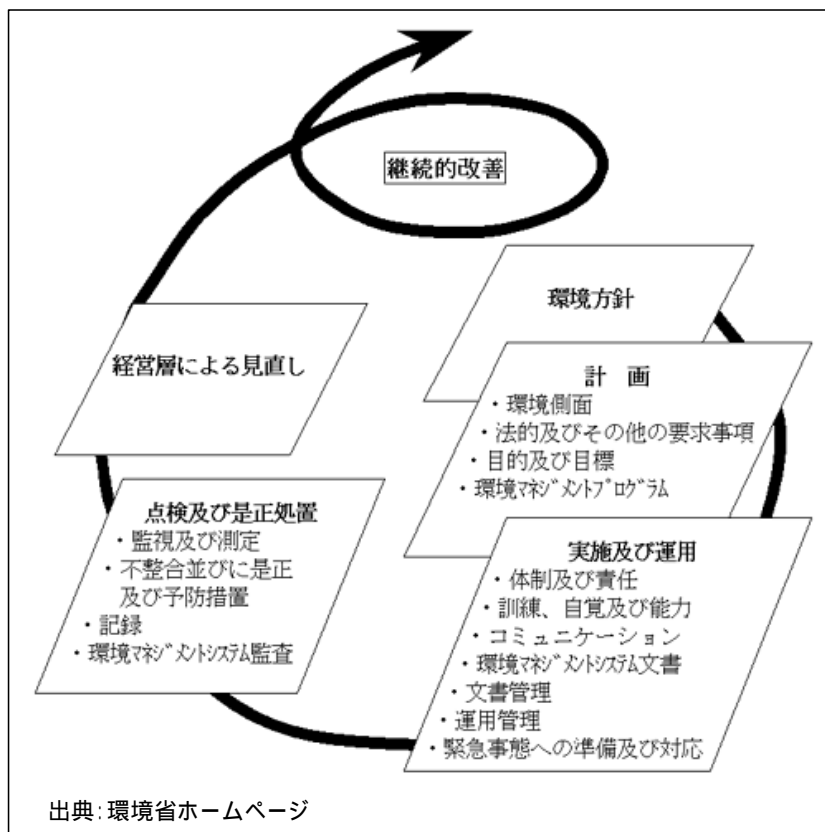 継続的改善
環境方針
計　画
・環境側面
・法的及びその他の要求事項
・目的及び目標
・環境ﾏﾈｼﾞﾒﾝﾄﾌﾟﾛｸﾞﾗﾑ
実施及び運用
・体制及び責任
・訓練、自覚及び能力
・コミュニケーション
・環境ﾏﾈｼﾞﾒﾝﾄｼｽﾃﾑ文書
・文書管理
・運用管理
・緊急事態への準備及び対応
点検及び是正処置
・監視及び測定
・不整合並びに是正
及び予防措置
・記録
・環境ﾏﾈｼﾞﾒﾝﾄｼｽﾃﾑ監査
経営層による見直し
出典：環境省ホームページ